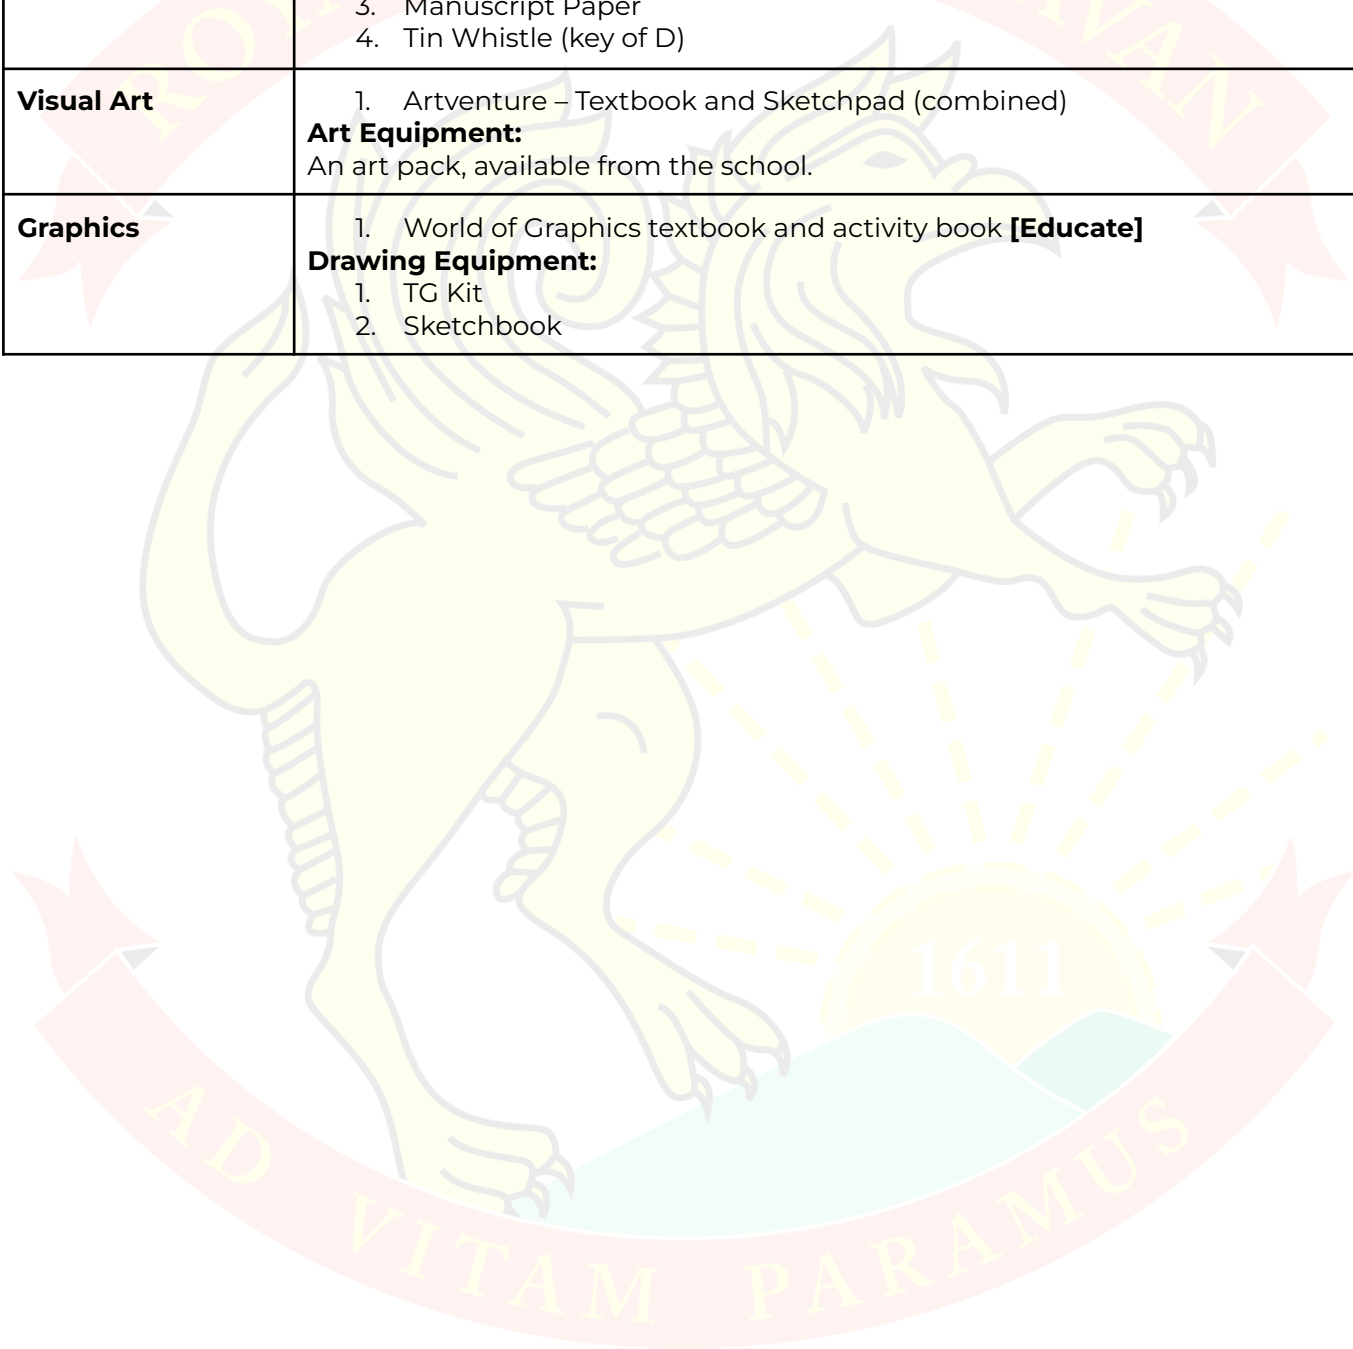 3. Manuscript Paper
4. Tin Whistle (key of D)
Visual Art
1. Artventure – Textbook and Sketchpad (combined)
Art Equipment:
An art pack, available from the school.
Graphics
1. World of Graphics textbook and activity book [Educate]
Drawing Equipment:
1. TG Kit
2. Sketchbook
1611
AD VITAM PARAMUS